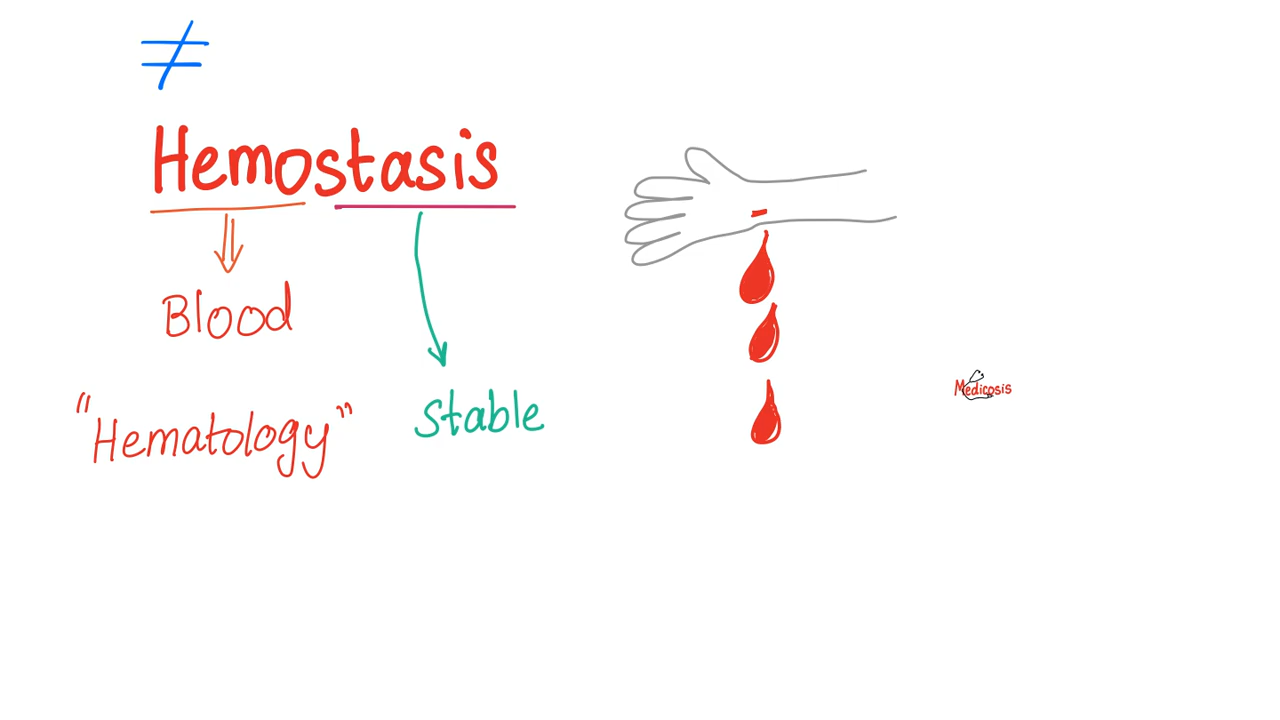 ≠
Hemostasis
Blood
Stable
"Hematology"
Medicosis